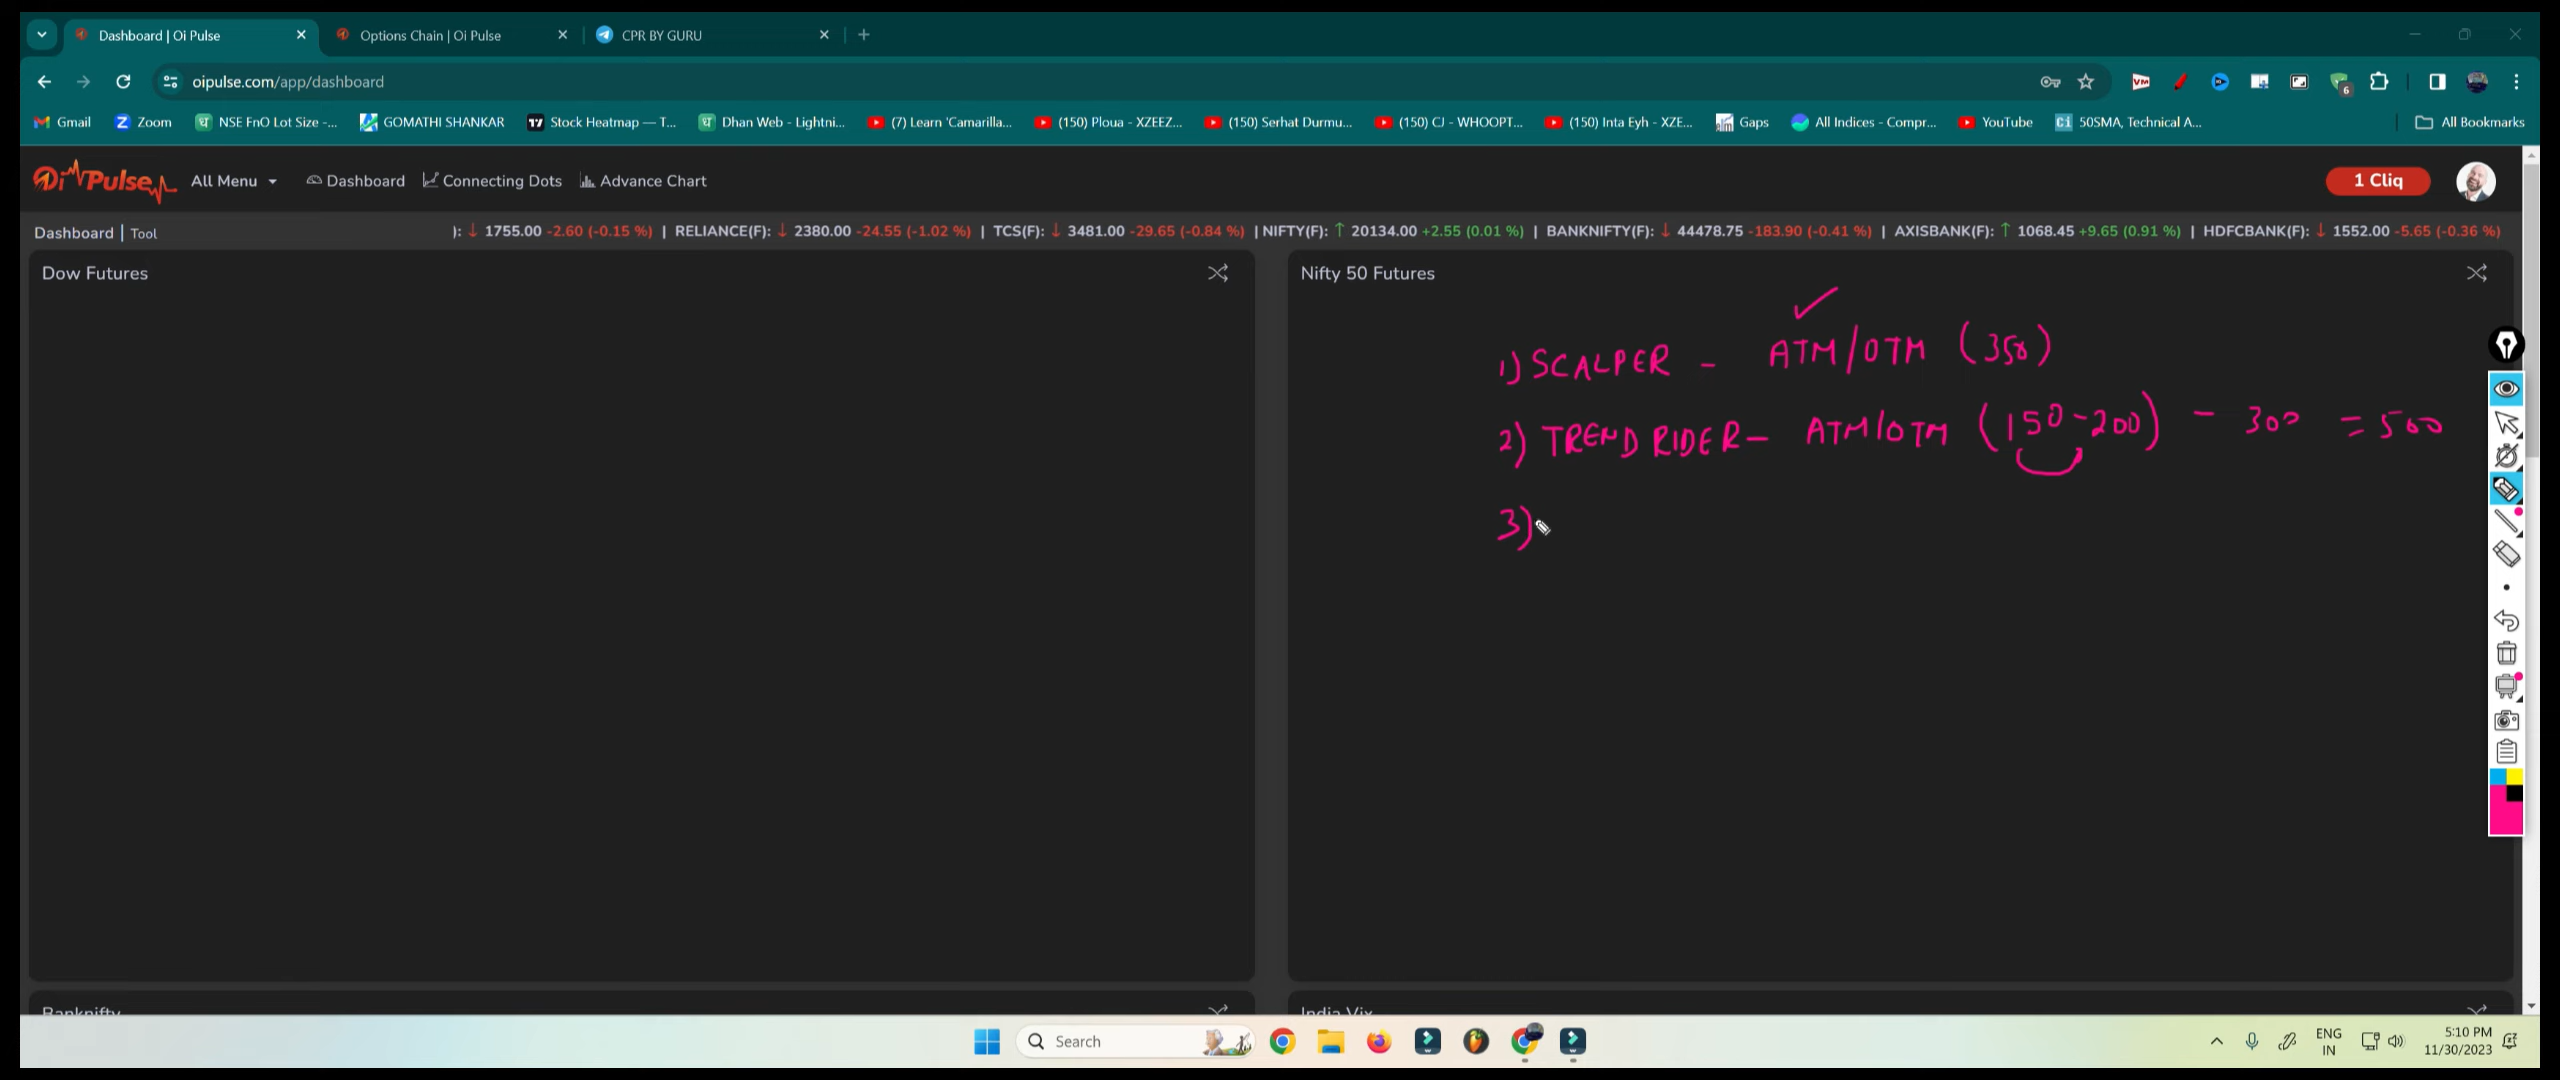 Dashboard | Oi Pulse
Options Chain | Oi Pulse
CPR BY GURU
oipulse.com/app/dashboard
VM
6
Gmail
Zoom
NSE FnO Lot Size -...
GOMATHI SHANKAR
Stock Heatmap — T...
Dhan Web - Lightni...
(7) Learn 'Camarilla...
(150) Ploua - XZEEZ...
(150) Serhat Durmu...
(150) CJ - WHOOPT...
(150) Inta Eyh - XZE...
Gaps
All Indices - Compr...
YouTube
Ci 50SMA, Technical A...
All Bookmarks
Oi Pulse
All Menu
Dashboard
Connecting Dots
Advance Chart
1 Cliq
Dashboard | Tool
): ↓ 1755.00 -2.60 (-0.15 %) | RELIANCE(F): ↓ 2380.00 -24.55 (-1.02 %) | TCS(F): ↓ 3481.00 -29.65 (-0.84 %) | NIFTY(F): ↑ 20134.00 +2.55 (0.01 %) | BANKNIFTY(F): ↓ 44478.75 -183.90 (-0.41 %) | AXISBANK(F): ↑ 1068.45 +9.65 (0.91 %) | HDFCBANK(F): ↓ 1552.00 -5.65 (-0.36 %)
Dow Futures
Nifty 50 Futures
1) SCALPER - ATM/OTM (350)
2) TREND RIDER - ATM/OTM (150-200) - 300 = 500
3)
Banknifty
India Vix
Search
ENG
IN
5:10 PM
11/30/2023